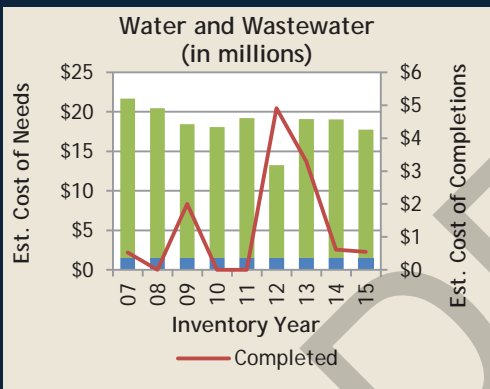 Water and Wastewater
(in millions)
Est. Cost of Needs
$25
$20
$15
$10
$5
$0
$6
$5
$4
$3
$2
$1
$0
Est. Cost of Completions
07 08 09 10 11 12 13 14 15
Inventory Year
Completed